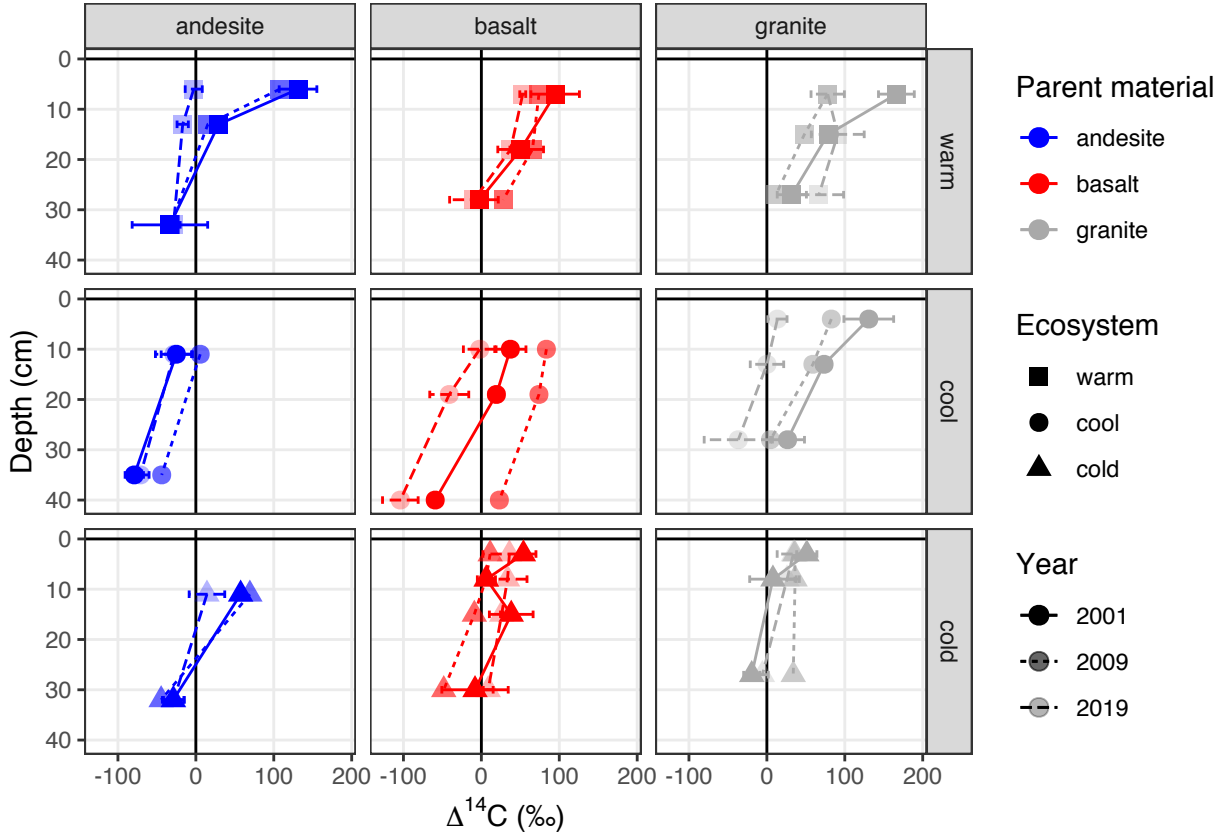 andesite basalt granite
0
10
20
30
40
warm
0
10
20
30
40
cool
0
10
20
30
40
cold
Depth (cm)
-100 0 100 200 -100 0 100 200 -100 0 100 200
Δ¹⁴C (‰)
Parent material
andesite
basalt
granite
Ecosystem
warm
cool
cold
Year
2001
2009
2019